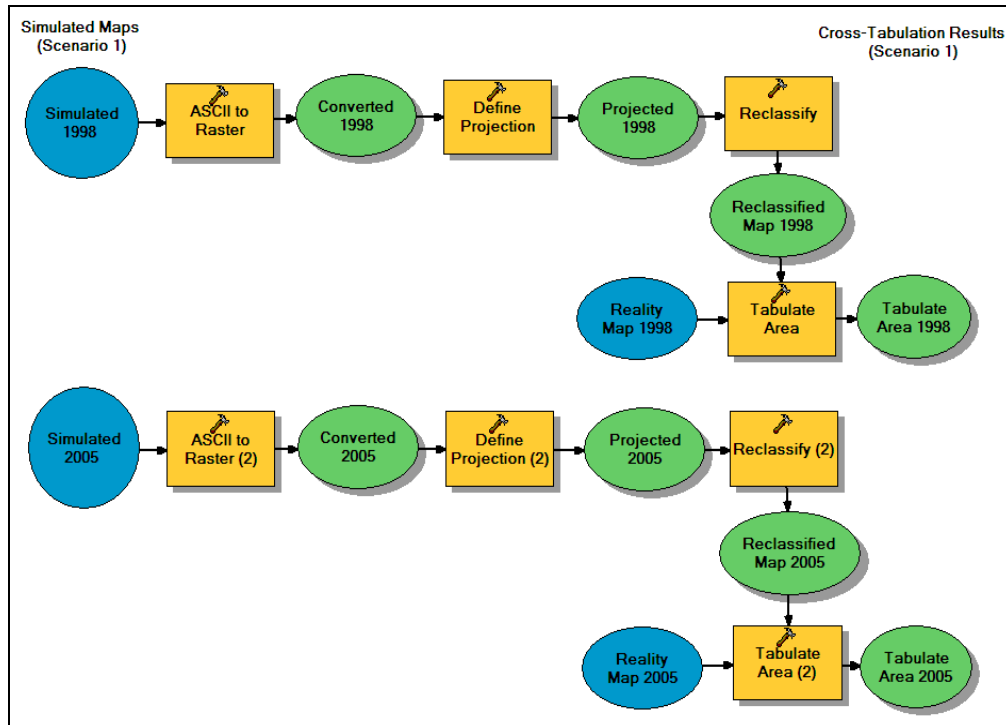 Simulated Maps
(Scenario 1)
Cross-Tabulation Results
(Scenario 1)
Simulated
1998
ASCII to
Raster
Converted
1998
Define
Projection
Projected
1998
Reclassify
Reclassified
Map 1998
Reality
Map 1998
Tabulate
Area
Tabulate
Area 1998
Simulated
2005
ASCII to
Raster (2)
Converted
2005
Define
Projection (2)
Projected
2005
Reclassify (2)
Reclassified
Map 2005
Reality
Map 2005
Tabulate
Area (2)
Tabulate
Area 2005